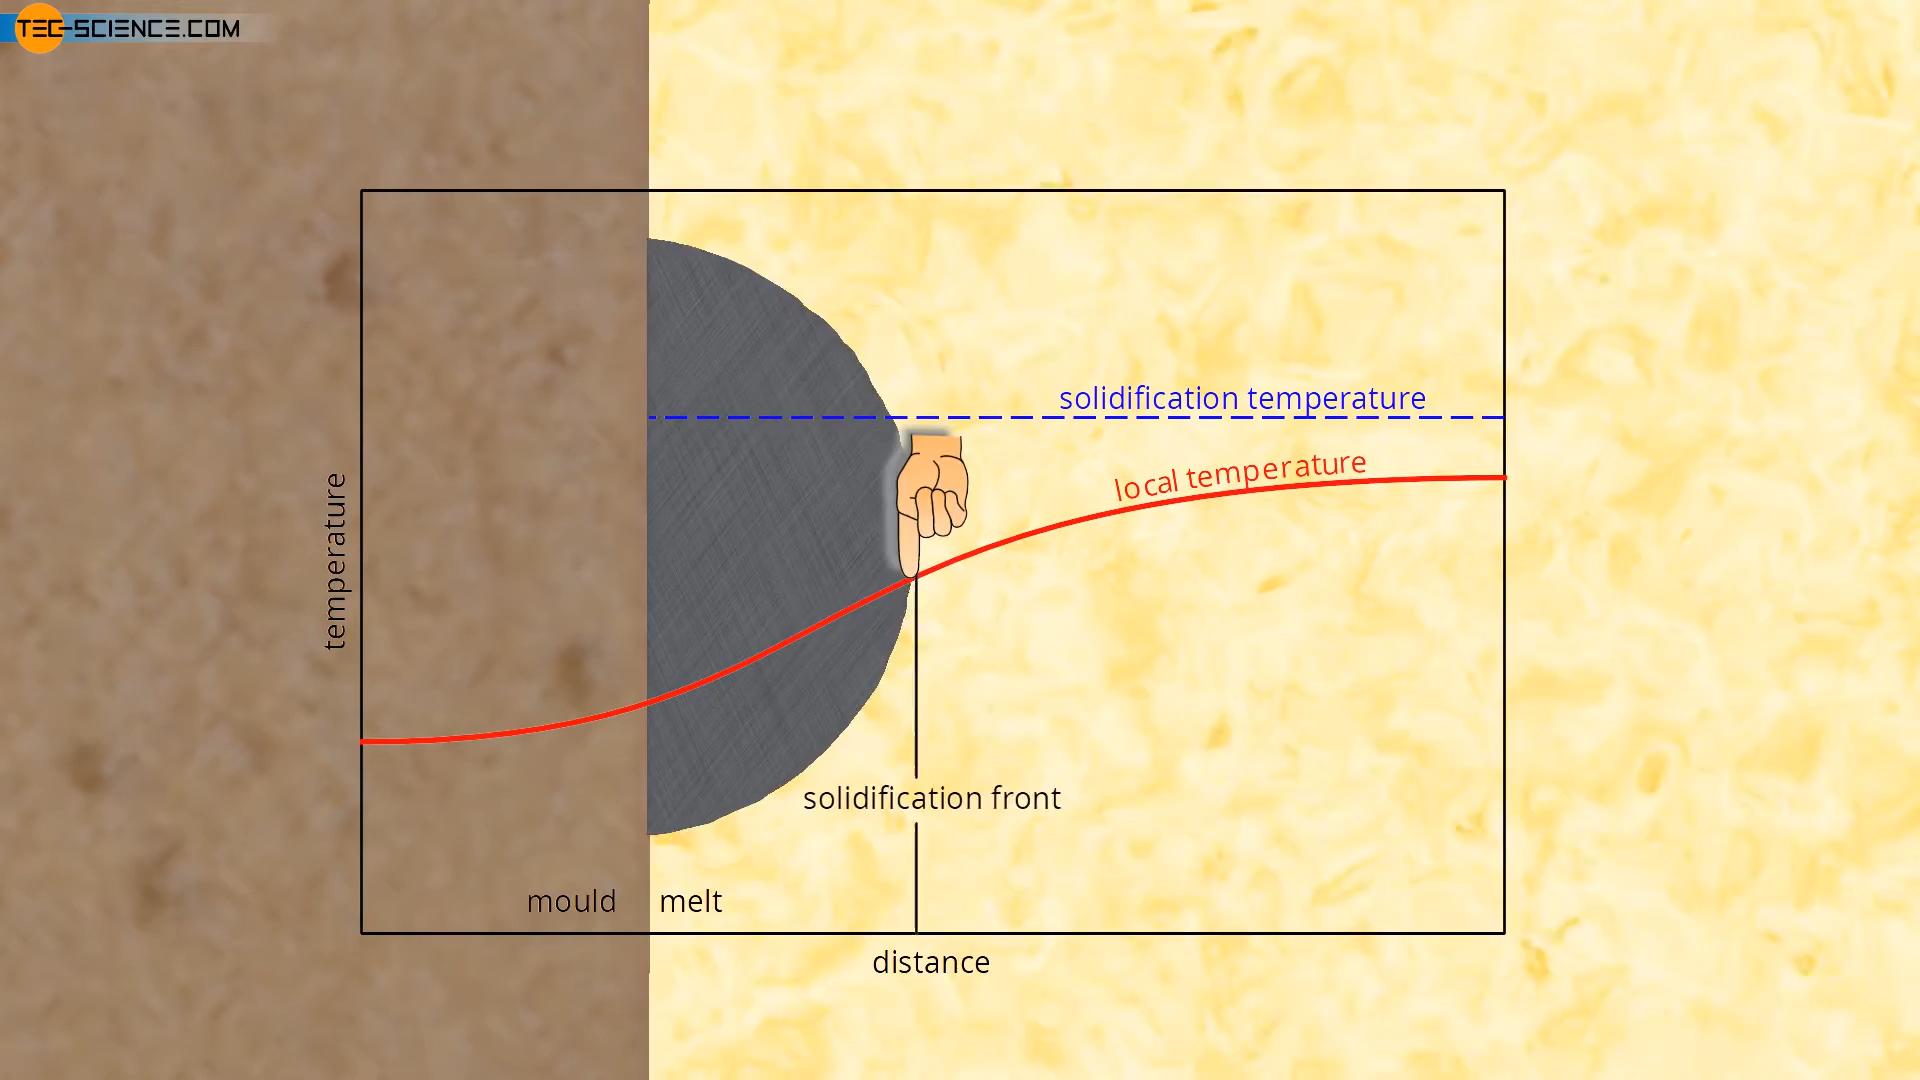 TEC-SCIENCE.COM
solidification temperature
local temperature
temperature
solidification front
mould
melt
distance